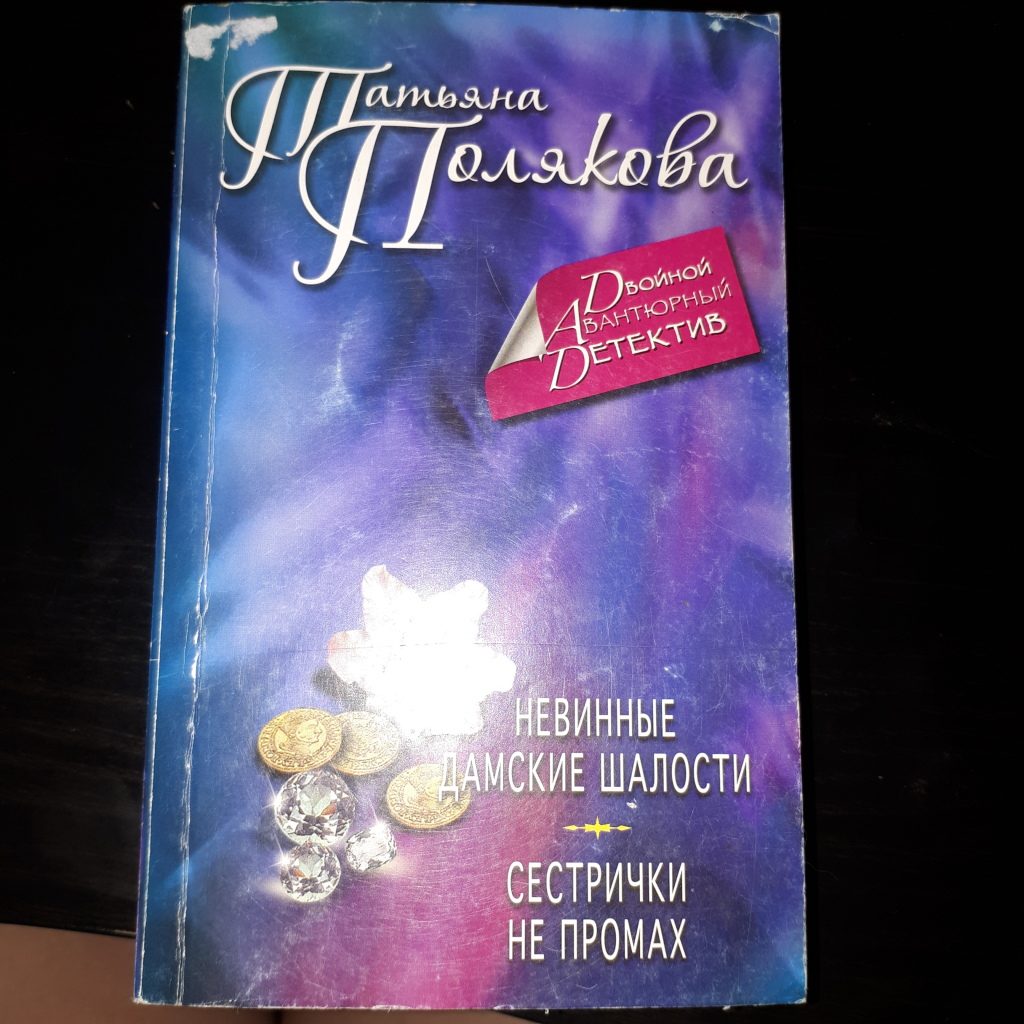 Татьяна
Полякова
Двойной
Авантюрный
Детектив
НЕВИННЫЕ
ДАМСКИЕ ШАЛОСТИ
СЕСТРИЧКИ
НЕ ПРОМАХ